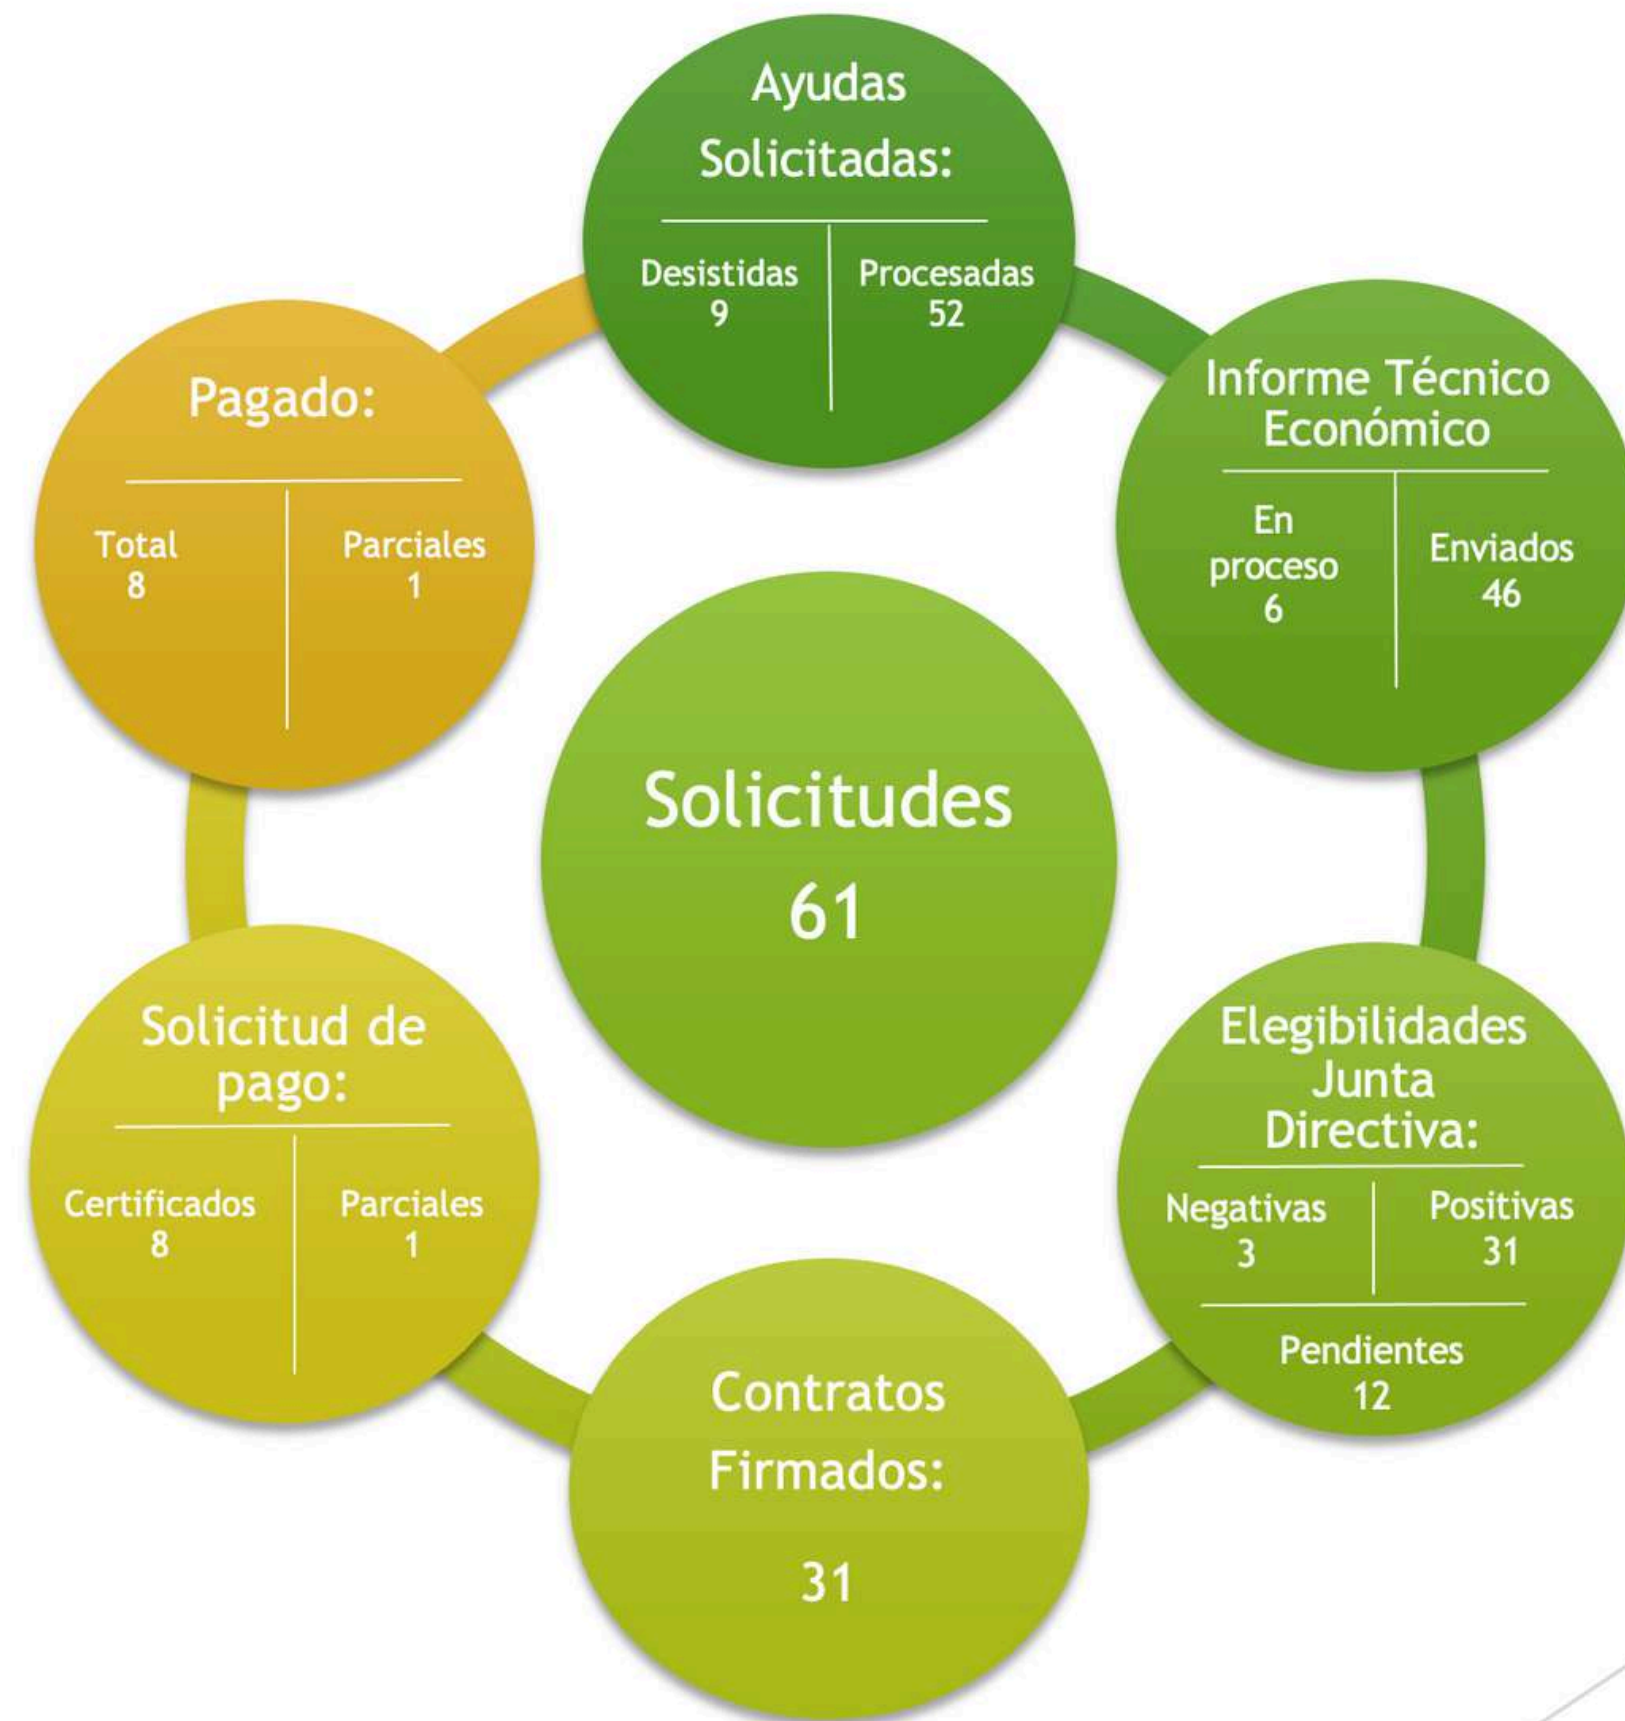 Ayudas
Solicitadas:
Desistidas
9
Procesadas
52
Informe Técnico
Económico
En
proceso
6
Enviados
46
Elegibilidades
Junta
Directiva:
Negativas
3
Positivas
31
Pendientes
12
Contratos
Firmados:
31
Solicitud de
pago:
Certificados
8
Parciales
1
Pagado:
Total
8
Parciales
1
Solicitudes
61